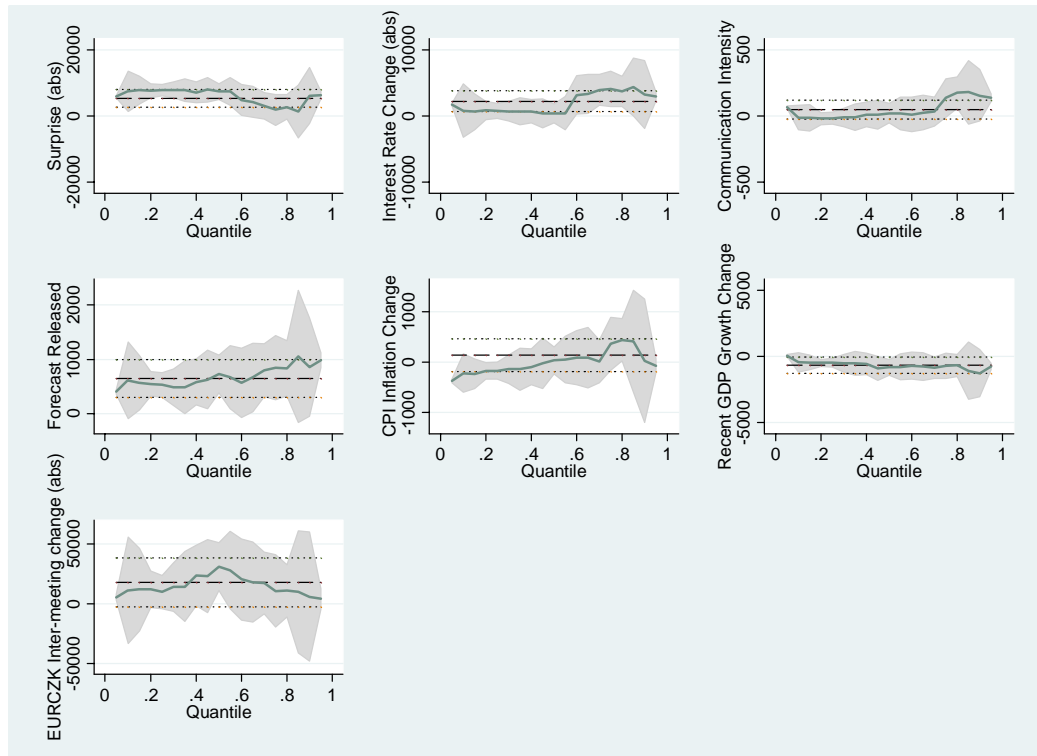 Surprise (abs)
20000
0
-20000
0 .2 .4 .6 .8 1
Quantile
Interest Rate Change (abs)
10000
0
-10000
0 .2 .4 .6 .8 1
Quantile
Communication Intensity
500
0
-500
0 .2 .4 .6 .8 1
Quantile
Forecast Released
2000
1000
0
0 .2 .4 .6 .8 1
Quantile
CPI Inflation Change
1000
0
-1000
0 .2 .4 .6 .8 1
Quantile
Recent GDP Growth Change
5000
0
-5000
0 .2 .4 .6 .8 1
Quantile
EURCZK Inter-meeting change (abs)
50000
0
-50000
0 .2 .4 .6 .8 1
Quantile